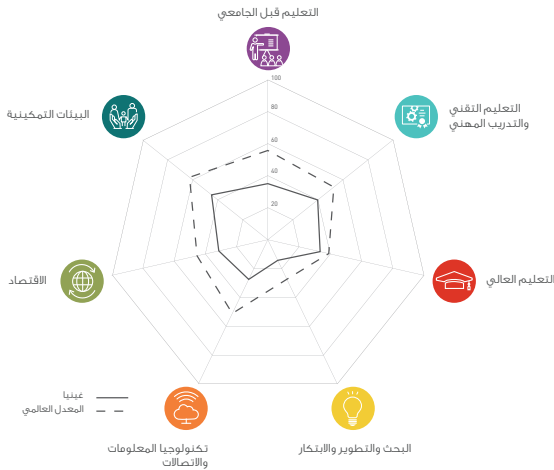 التعليم قبل الجامعي
100
80
60
40
20
التعليم التقني
والتدريب المهني
البيئات التمكينية
التعليم العالي
الاقتصاد
غينيا
المعدل العالمي
البحث والتطوير والابتكار
تكنولوجيا المعلومات
والاتصالات